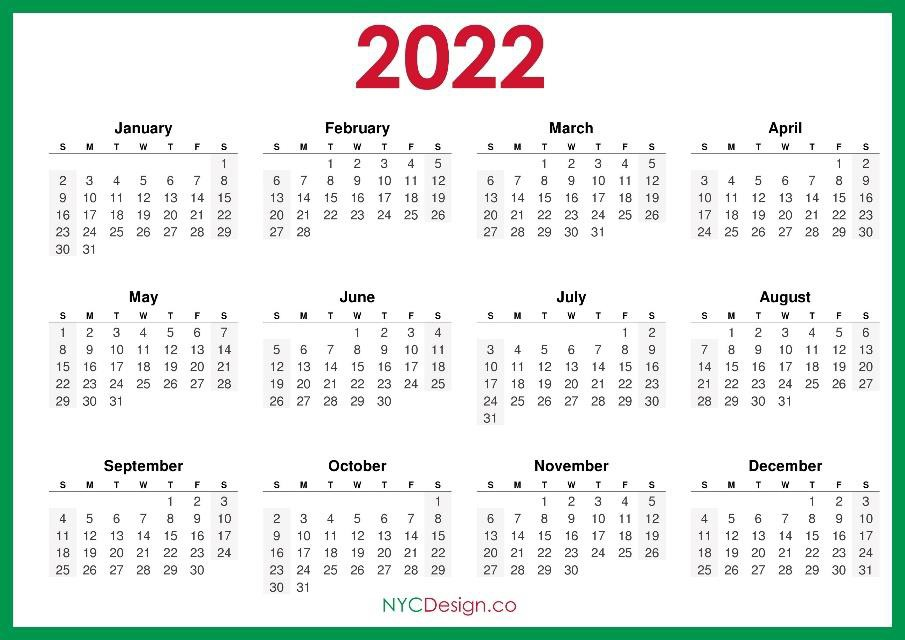 2022
January February March April
S M T W T F S S M T W T F S S M T W T F S S M T W T F S
1 1 2 3 4 5 1 2 3 4 5 1 2
2 3 4 5 6 7 8 6 7 8 9 10 11 12 6 7 8 9 10 11 12 3 4 5 6 7 8 9
9 10 11 12 13 14 15 13 14 15 16 17 18 19 13 14 15 16 17 18 19 10 11 12 13 14 15 16
16 17 18 19 20 21 22 20 21 22 23 24 25 26 20 21 22 23 24 25 26 17 18 19 20 21 22 23
23 24 25 26 27 28 29 27 28 27 28 29 30 31 24 25 26 27 28 29 30
30 31
May June July August
S M T W T F S S M T W T F S S M T W T F S S M T W T F S
1 2 3 4 5 6 7 1 2 3 4 1 2 1 2 3 4 5 6
8 9 10 11 12 13 14 5 6 7 8 9 10 11 3 4 5 6 7 8 9 7 8 9 10 11 12 13
15 16 17 18 19 20 21 12 13 14 15 16 17 18 10 11 12 13 14 15 16 14 15 16 17 18 19 20
22 23 24 25 26 27 28 19 20 21 22 23 24 25 17 18 19 20 21 22 23 21 22 23 24 25 26 27
29 30 31 26 27 28 29 30 24 25 26 27 28 29 30 28 29 30 31
31
September October November December
S M T W T F S S M T W T F S S M T W T F S S M T W T F S
1 2 3 1 1 2 3 4 5 1 2 3
4 5 6 7 8 9 10 2 3 4 5 6 7 8 6 7 8 9 10 11 12 4 5 6 7 8 9 10
11 12 13 14 15 16 17 9 10 11 12 13 14 15 13 14 15 16 17 18 19 11 12 13 14 15 16 17
18 19 20 21 22 23 24 16 17 18 19 20 21 22 20 21 22 23 24 25 26 18 19 20 21 22 23 24
25 26 27 28 29 30 23 24 25 26 27 28 29 27 28 29 30 25 26 27 28 29 30 31
30 31
NYCDesign.co